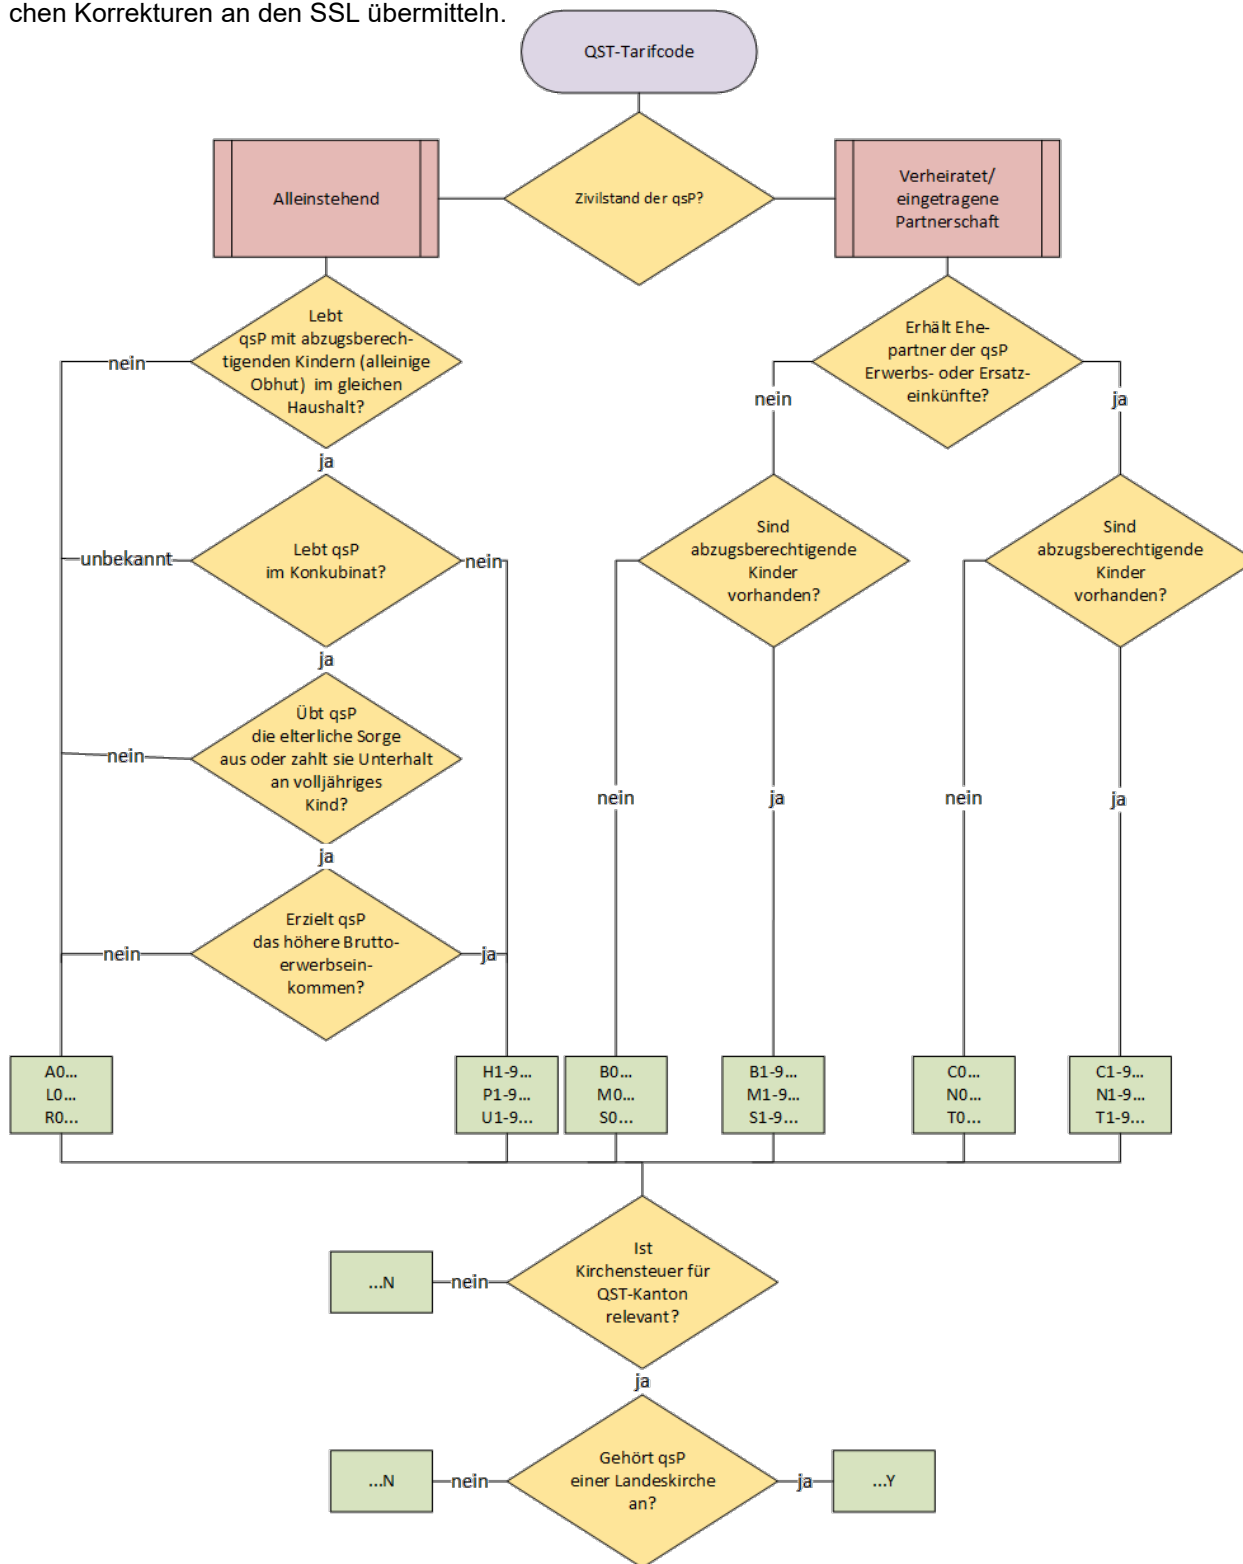 chen Korrekturen an den SSL übermitteln.
QST-Tarifcode
Alleinstehend
Zivilstand der qsP?
Verheiratet/
eingetragene
Partnerschaft
Lebt
qsP mit abzugsberech-
tigenden Kindern (alleinige
Obhut) im gleichen
Haushalt?
nein
ja
Erhält Ehe-
partner der qsP
Erwerbs- oder Ersatz-
einkünfte?
nein
ja
Lebt qsP
im Konkubinat?
unbekannt
nein
ja
Sind
abzugsberechtigende
Kinder
vorhanden?
Sind
abzugsberechtigende
Kinder
vorhanden?
Übt qsP
die elterliche Sorge
aus oder zahlt sie Unterhalt
an volljähriges
Kind?
nein
ja
nein
ja
nein
ja
Erzielt qsP
das höhere Brutto-
erwerbsein-
kommen?
nein
ja
A0...
L0...
R0...
H1-9...
P1-9...
U1-9...
B0...
M0...
S0...
B1-9...
M1-9...
S1-9...
C0...
N0...
T0...
C1-9...
N1-9...
T1-9...
Ist
Kirchensteuer für
QST-Kanton
relevant?
nein
...N
ja
Gehört qsP
einer Landeskirche
an?
nein
...N
ja
...Y